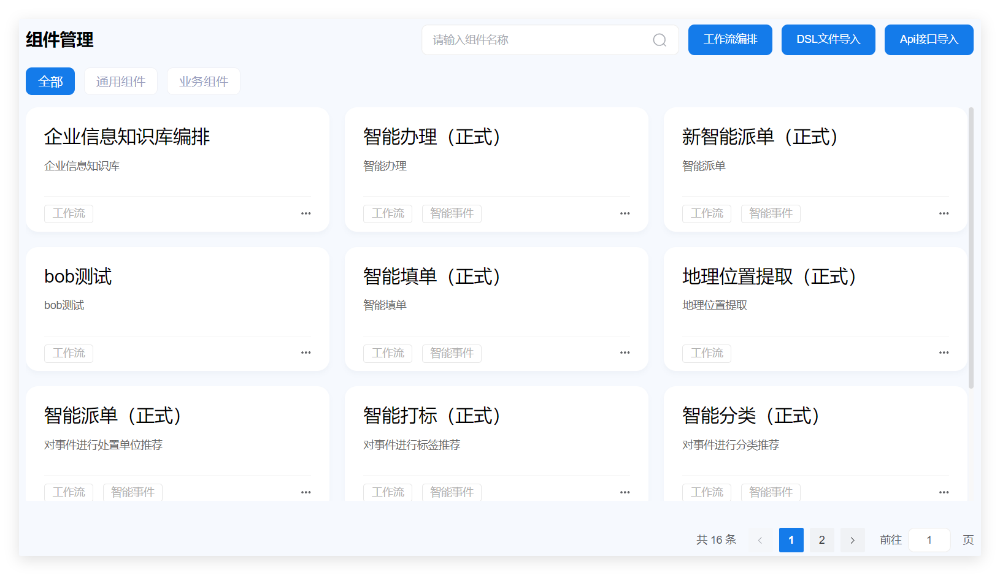 组件管理
请输入组件名称
工作流编排
DSL文件导入
Api接口导入
全部
通用组件
业务组件
企业信息知识库编排
企业信息知识库
工作流
智能办理（正式）
智能办理
工作流 智能事件
新智能派单（正式）
智能派单
工作流 智能事件
bob测试
bob测试
工作流
智能填单（正式）
智能填单
工作流 智能事件
地理位置提取（正式）
地理位置提取
工作流
智能派单（正式）
对事件进行处置单位推荐
工作流 智能事件
智能打标（正式）
对事件进行标签推荐
工作流 智能事件
智能分类（正式）
对事件进行分类推荐
工作流 智能事件
共 16 条 1 2 前往 1 页